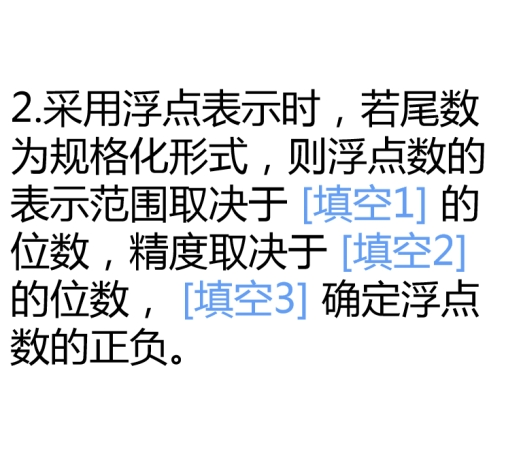 2.采用浮点表示时，若尾数
为规格化形式，则浮点数的
表示范围取决于 [填空1] 的
位数，精度取决于 [填空2]
的位数， [填空3] 确定浮点
数的正负。